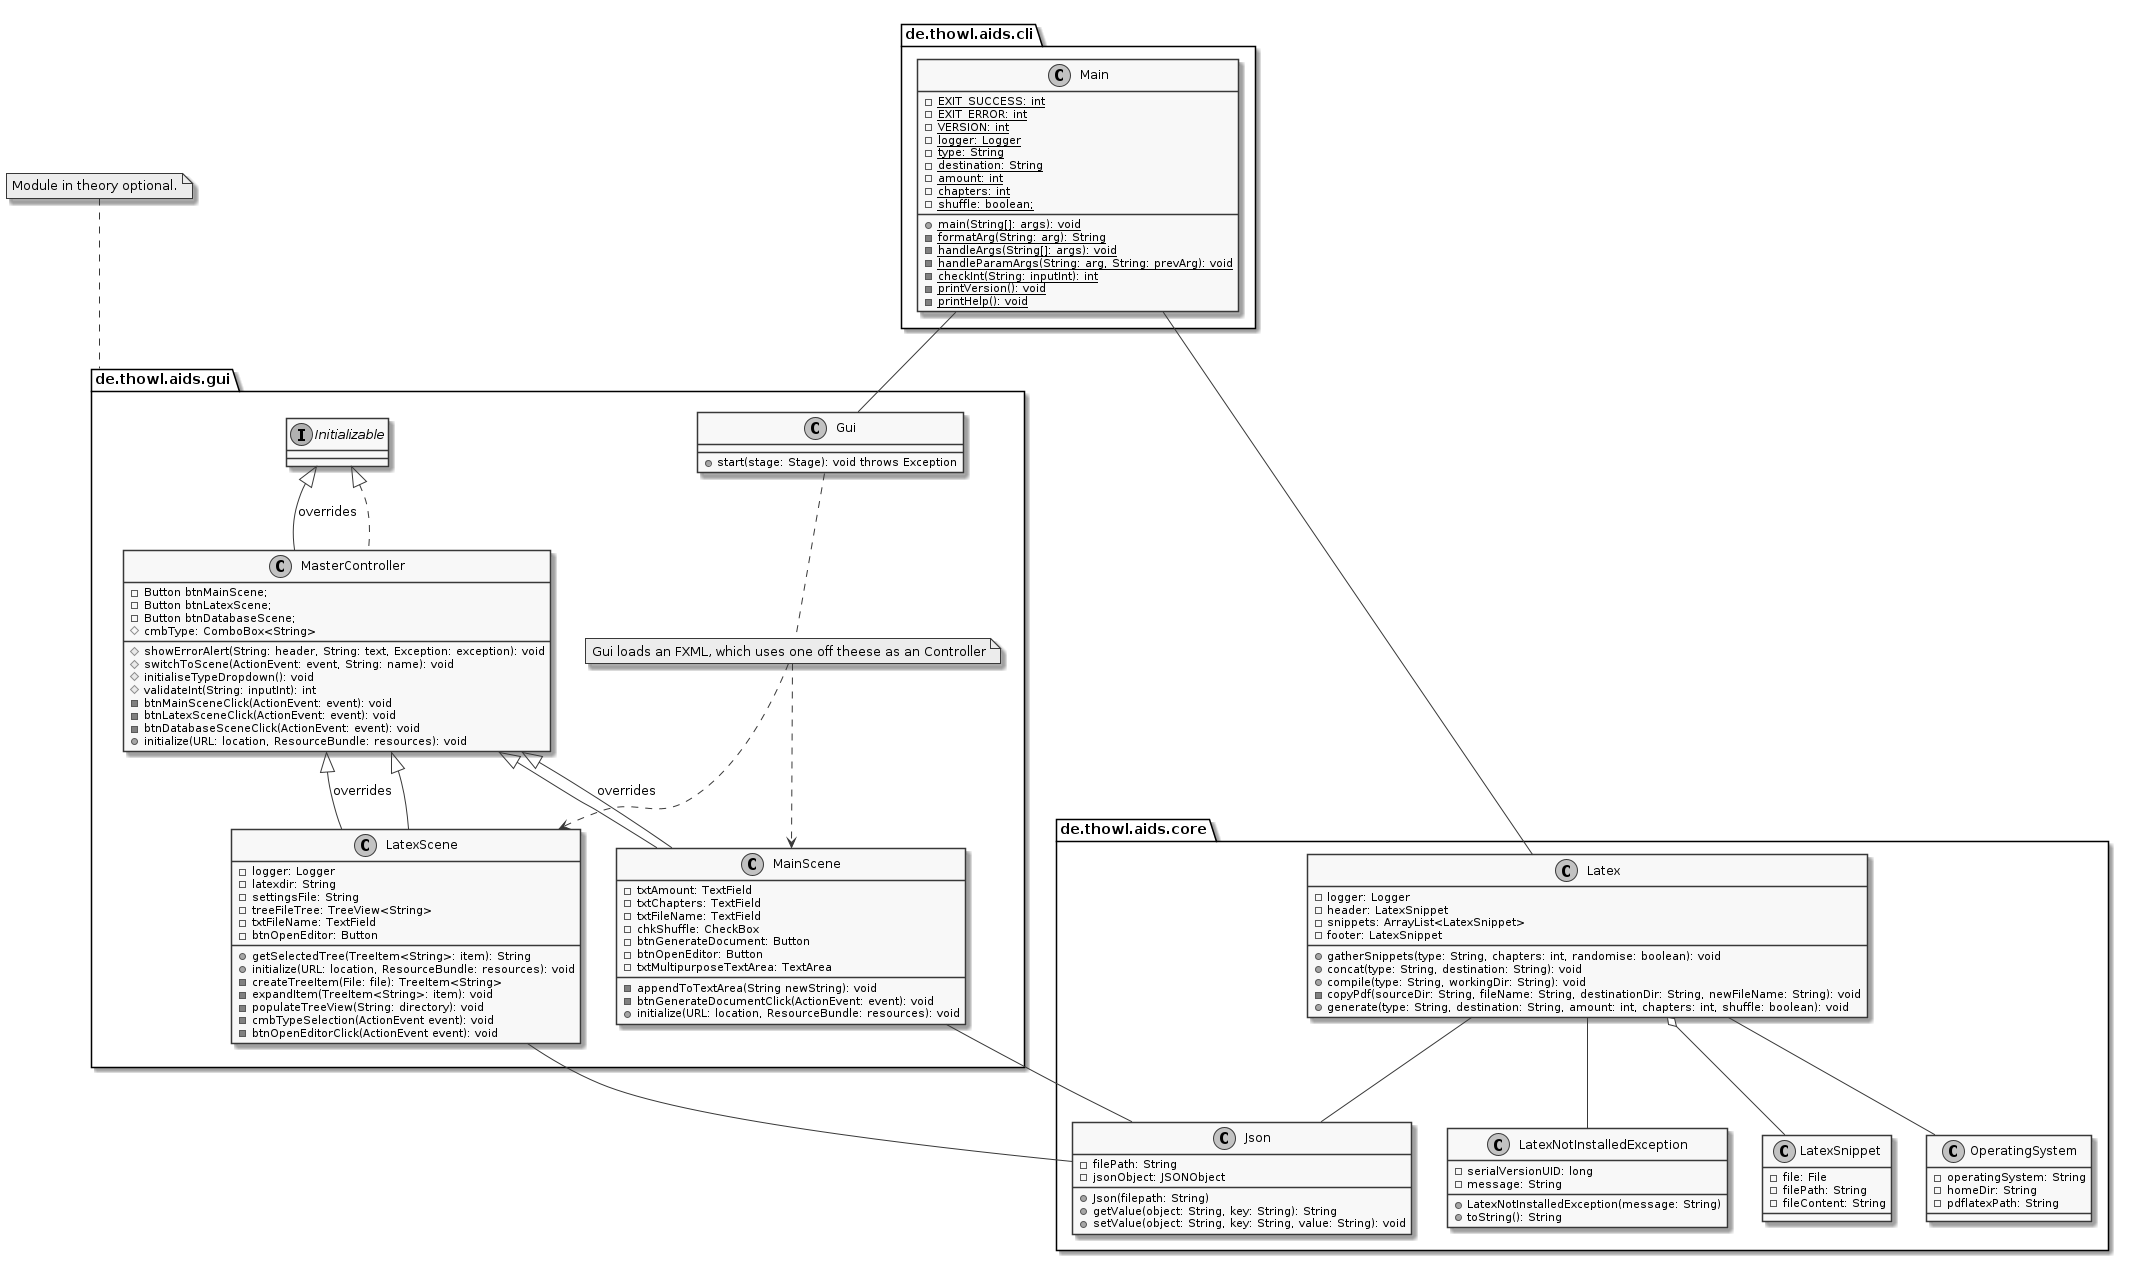 de.thowl.aids.cli
C Main
EXIT_SUCCESS: int
EXIT_ERROR: int
VERSION: int
logger: Logger
type: String
destination: String
amount: int
chapters: int
shuffle: boolean;
main(String[]: args): void
formatArg(String: arg): String
handleArgs(String[]: args): void
handleParamArgs(String: arg, String: prevArg): void
checkInt(String: inputInt): int
printVersion(): void
printHelp(): void
Module in theory optional.
de.thowl.aids.gui
I Initializable
C Gui
start(stage: Stage): void throws Exception
overrides
C MasterController
Button btnMainScene;
Button btnLatexScene;
Button btnDatabaseScene;
cmbType: ComboBox<String>
showErrorAlert(String: header, String: text, Exception: exception): void
switchToScene(ActionEvent: event, String: name): void
initialiseTypeDropdown(): void
validateInt(String: inputInt): int
btnMainSceneClick(ActionEvent: event): void
btnLatexSceneClick(ActionEvent: event): void
btnDatabaseSceneClick(ActionEvent: event): void
initialize(URL: location, ResourceBundle: resources): void
Gui loads an FXML, which uses one off theese as an Controller
overrides
overrides
C LatexScene
logger: Logger
latexdir: String
settingsFile: String
treeFileTree: TreeView<String>
txtFileName: TextField
btnOpenEditor: Button
getSelectedTree(TreeItem<String>: item): String
initialize(URL: location, ResourceBundle: resources): void
createTreeItem(File: file): TreeItem<String>
expandItem(TreeItem<String>: item): void
populateTreeView(String: directory): void
cmbTypeSelection(ActionEvent event): void
btnOpenEditorClick(ActionEvent event): void
C MainScene
txtAmount: TextField
txtChapters: TextField
txtFileName: TextField
chkShuffle: CheckBox
btnGenerateDocument: Button
btnOpenEditor: Button
txtMultipurposeTextArea: TextArea
appendToTextArea(String newString): void
btnGenerateDocumentClick(ActionEvent: event): void
initialize(URL: location, ResourceBundle: resources): void
de.thowl.aids.core
C Latex
logger: Logger
header: LatexSnippet
snippets: ArrayList<LatexSnippet>
footer: LatexSnippet
gatherSnippets(type: String, chapters: int, randomise: boolean): void
concat(type: String, destination: String): void
compile(type: String, workingDir: String): void
copyPdf(sourceDir: String, fileName: String, destinationDir: String, newFileName: String): void
generate(type: String, destination: String, amount: int, chapters: int, shuffle: boolean): void
C Json
filePath: String
jsonObject: JSONObject
Json(filepath: String)
getValue(object: String, key: String): String
setValue(object: String, key: String, value: String): void
C LatexNotInstalledException
serialVersionUID: long
message: String
LatexNotInstalledException(message: String)
toString(): String
C LatexSnippet
file: File
filePath: String
fileContent: String
C OperatingSystem
operatingSystem: String
homeDir: String
pdflatexPath: String